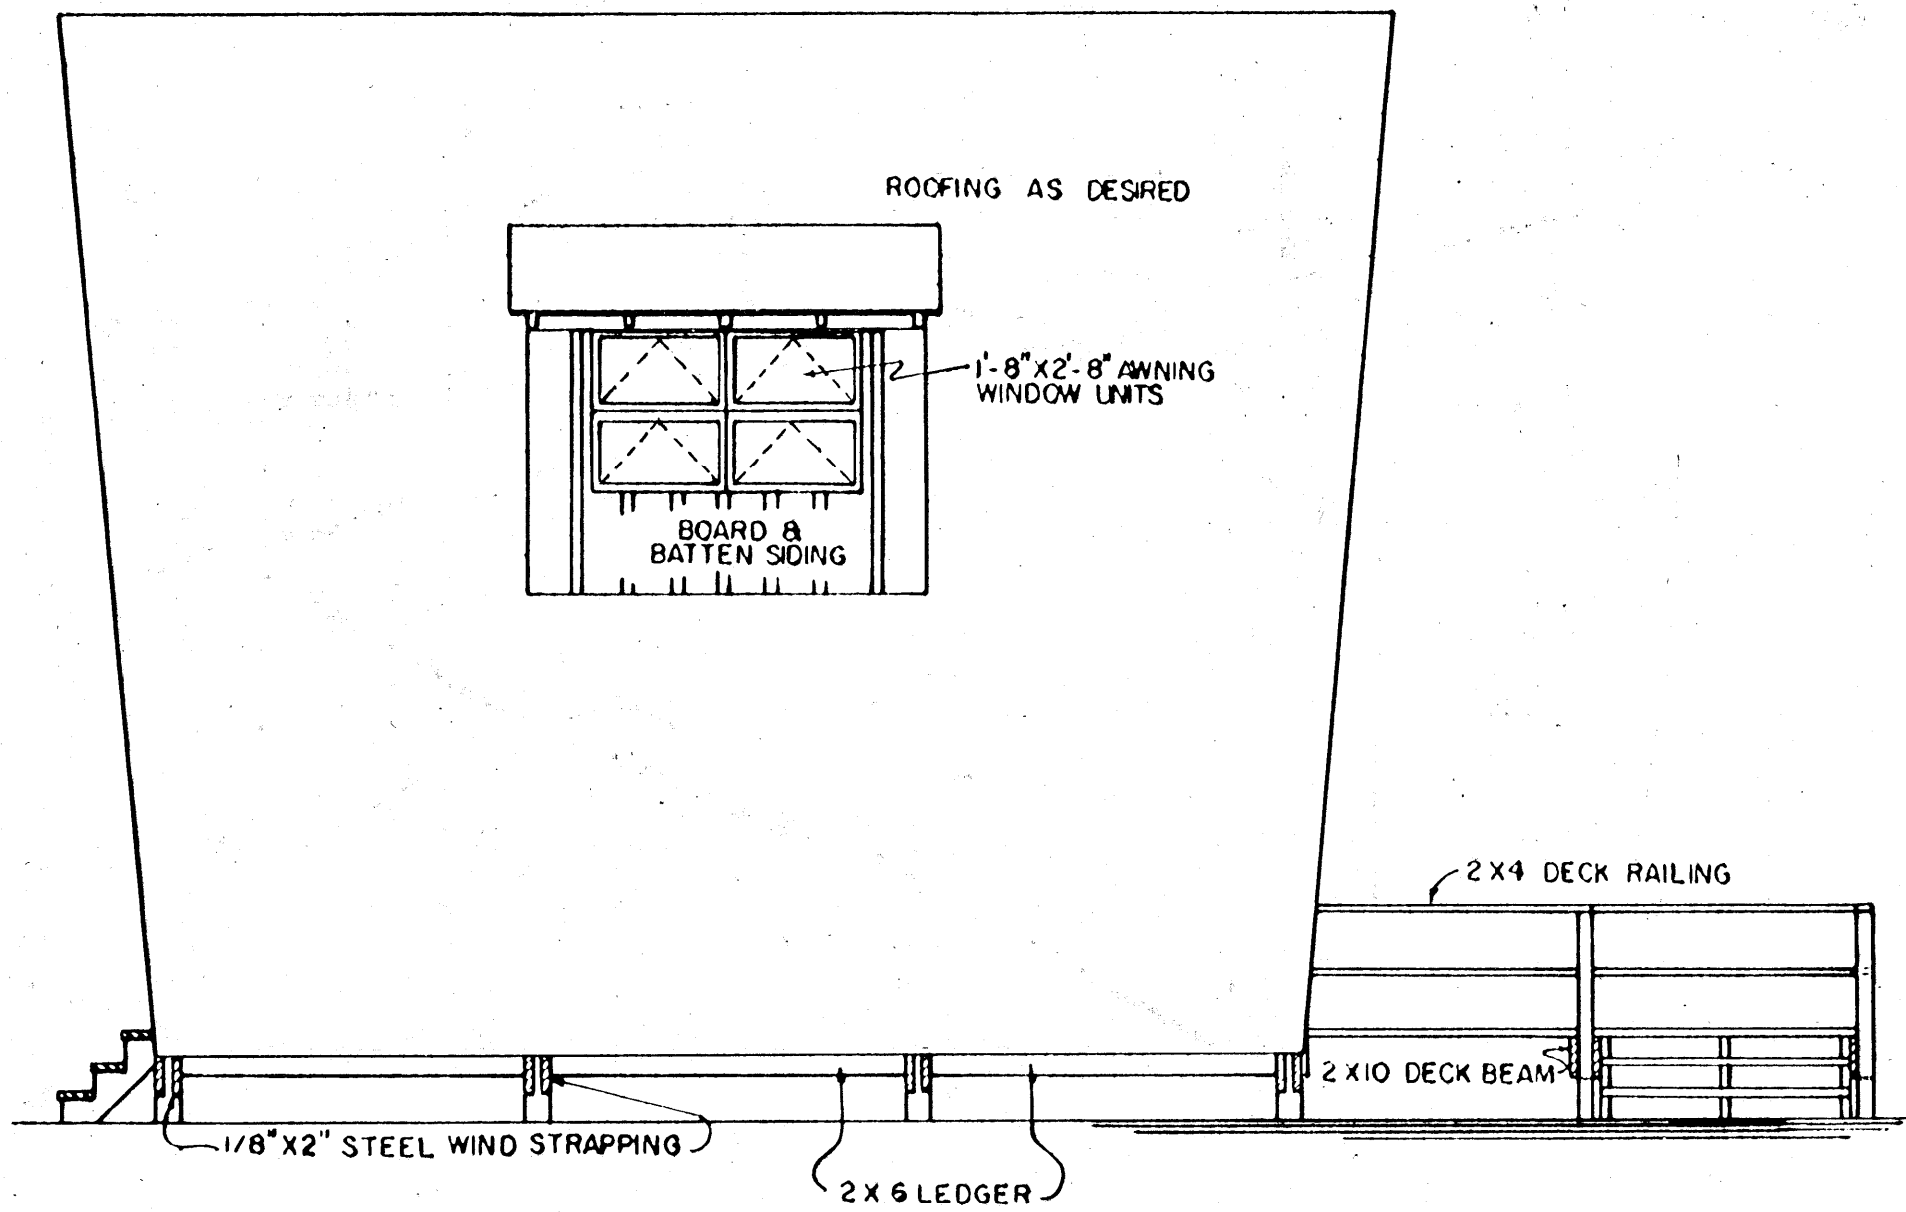 ROOFING AS DESIRED
1'-8"X2'-8" AWNING
WINDOW UNITS
BOARD &
BATTEN SIDING
2X4 DECK RAILING
2X10 DECK BEAM
1/8"X2" STEEL WIND STRAPPING
2X6 LEDGER